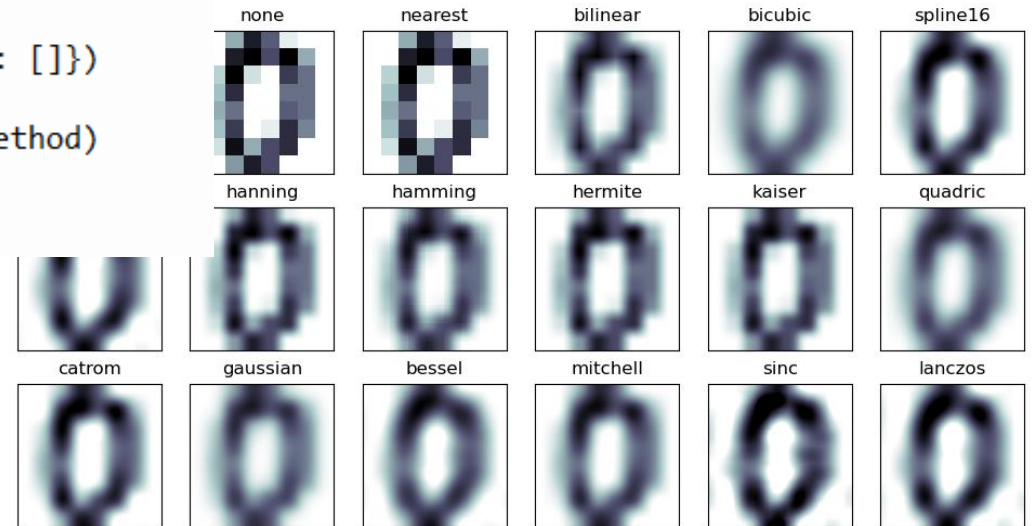 : []})
ethod)
none nearest bilinear bicubic spline16
hanning hamming hermite kaiser quadric
catrom gaussian bessel mitchell sinc lanczos